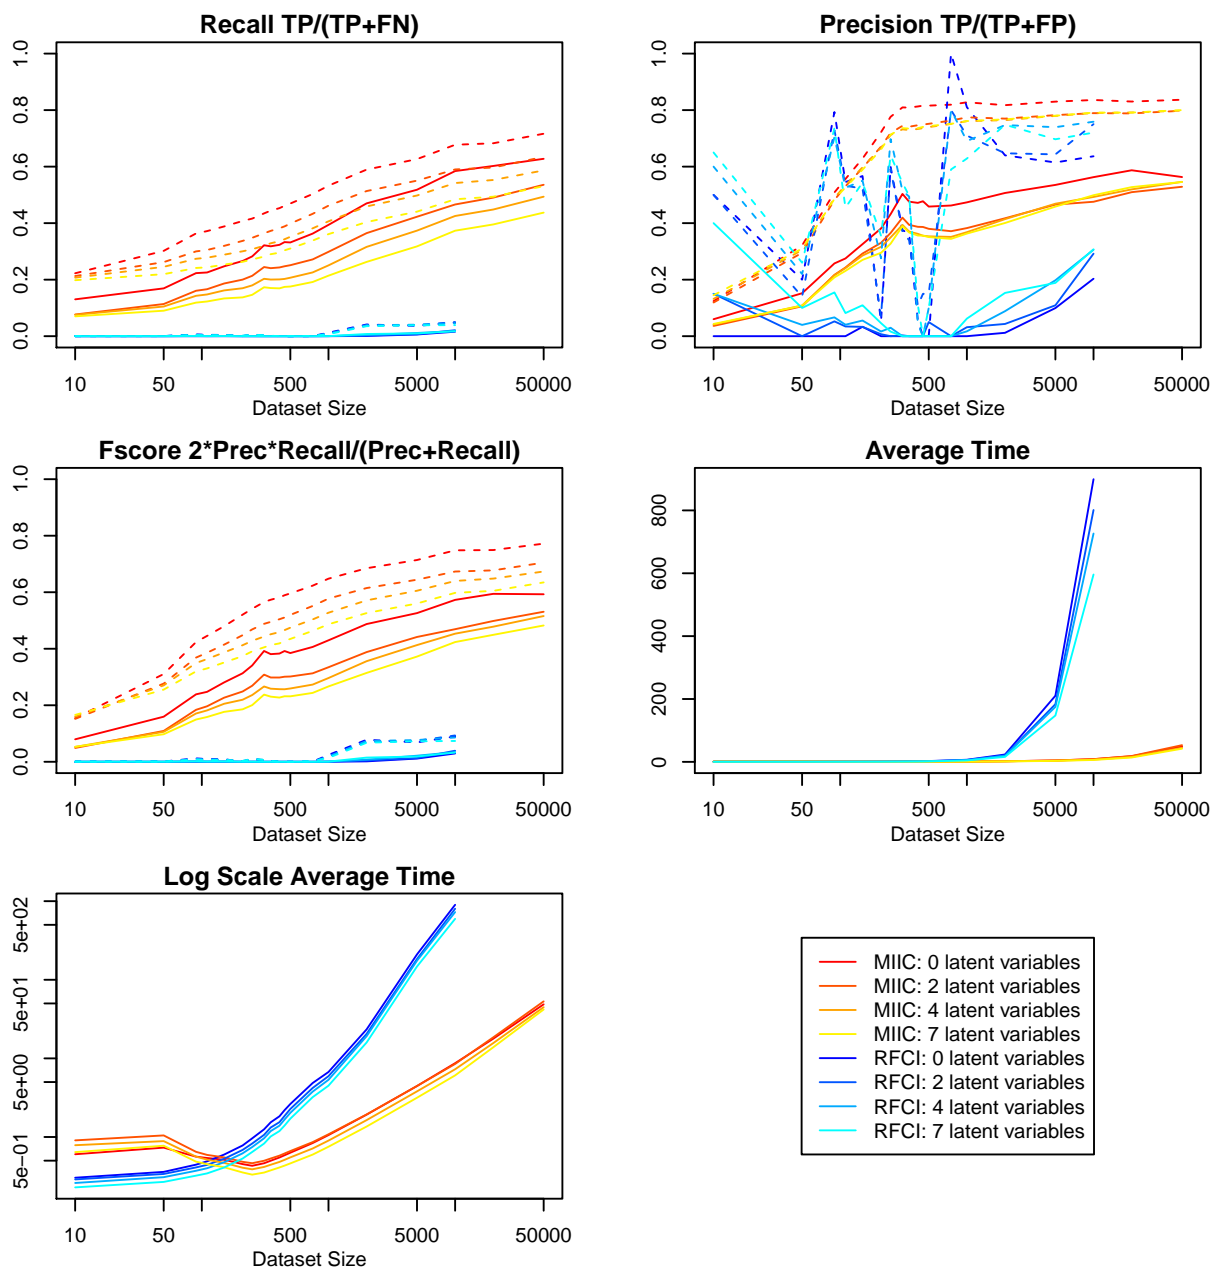 Recall TP/(TP+FN)
1.0
0.8
0.6
0.4
0.2
0.0
10 50 500 5000 50000
Dataset Size
Precision TP/(TP+FP)
1.0
0.8
0.6
0.4
0.2
0.0
10 50 500 5000 50000
Dataset Size
Fscore 2*Prec*Recall/(Prec+Recall)
1.0
0.8
0.6
0.4
0.2
0.0
10 50 500 5000 50000
Dataset Size
Average Time
800
600
400
200
0
10 50 500 5000 50000
Dataset Size
Log Scale Average Time
5e+02
5e+01
5e+00
5e−01
10 50 500 5000 50000
Dataset Size
MIIC: 0 latent variables
MIIC: 2 latent variables
MIIC: 4 latent variables
MIIC: 7 latent variables
RFCI: 0 latent variables
RFCI: 2 latent variables
RFCI: 4 latent variables
RFCI: 7 latent variables